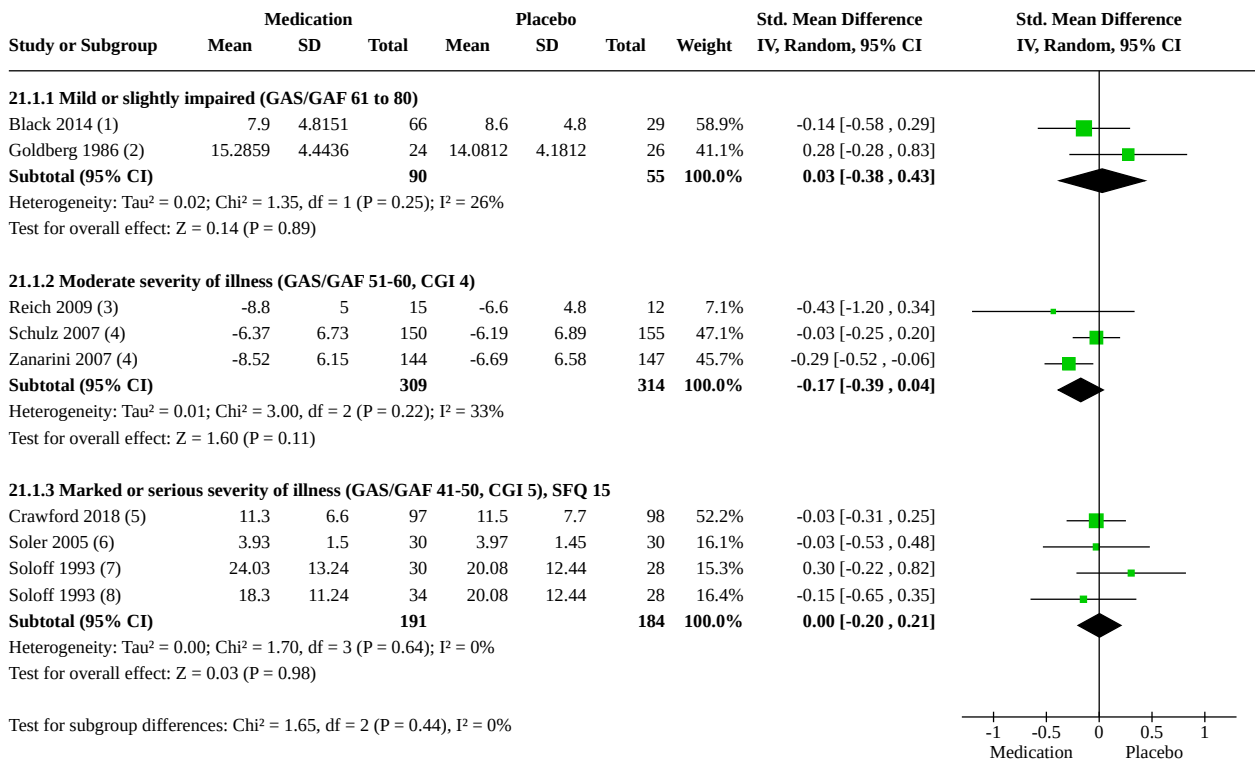 Medication Placebo Std. Mean Difference Std. Mean Difference
Study or Subgroup Mean SD Total Mean SD Total Weight IV, Random, 95% CI IV, Random, 95% CI
21.1.1 Mild or slightly impaired (GAS/GAF 61 to 80)
Black 2014 (1) 7.9 4.8151 66 8.6 4.8 29 58.9% -0.14 [-0.58 , 0.29]
Goldberg 1986 (2) 15.2859 4.4436 24 14.0812 4.1812 26 41.1% 0.28 [-0.28 , 0.83]
Subtotal (95% CI) 90 55 100.0% 0.03 [-0.38 , 0.43]
Heterogeneity: Tau² = 0.02; Chi² = 1.35, df = 1 (P = 0.25); I² = 26%
Test for overall effect: Z = 0.14 (P = 0.89)
21.1.2 Moderate severity of illness (GAS/GAF 51-60, CGI 4)
Reich 2009 (3) -8.8 5 15 -6.6 4.8 12 7.1% -0.43 [-1.20 , 0.34]
Schulz 2007 (4) -6.37 6.73 150 -6.19 6.89 155 47.1% -0.03 [-0.25 , 0.20]
Zanarini 2007 (4) -8.52 6.15 144 -6.69 6.58 147 45.7% -0.29 [-0.52 , -0.06]
Subtotal (95% CI) 309 314 100.0% -0.17 [-0.39 , 0.04]
Heterogeneity: Tau² = 0.01; Chi² = 3.00, df = 2 (P = 0.22); I² = 33%
Test for overall effect: Z = 1.60 (P = 0.11)
21.1.3 Marked or serious severity of illness (GAS/GAF 41-50, CGI 5), SFQ 15
Crawford 2018 (5) 11.3 6.6 97 11.5 7.7 98 52.2% -0.03 [-0.31 , 0.25]
Soler 2005 (6) 3.93 1.5 30 3.97 1.45 30 16.1% -0.03 [-0.53 , 0.48]
Soloff 1993 (7) 24.03 13.24 30 20.08 12.44 28 15.3% 0.30 [-0.22 , 0.82]
Soloff 1993 (8) 18.3 11.24 34 20.08 12.44 28 16.4% -0.15 [-0.65 , 0.35]
Subtotal (95% CI) 191 184 100.0% 0.00 [-0.20 , 0.21]
Heterogeneity: Tau² = 0.00; Chi² = 1.70, df = 3 (P = 0.64); I² = 0%
Test for overall effect: Z = 0.03 (P = 0.98)
Test for subgroup differences: Chi² = 1.65, df = 2 (P = 0.44), I² = 0%
-1 -0.5 0 0.5 1
Medication Placebo